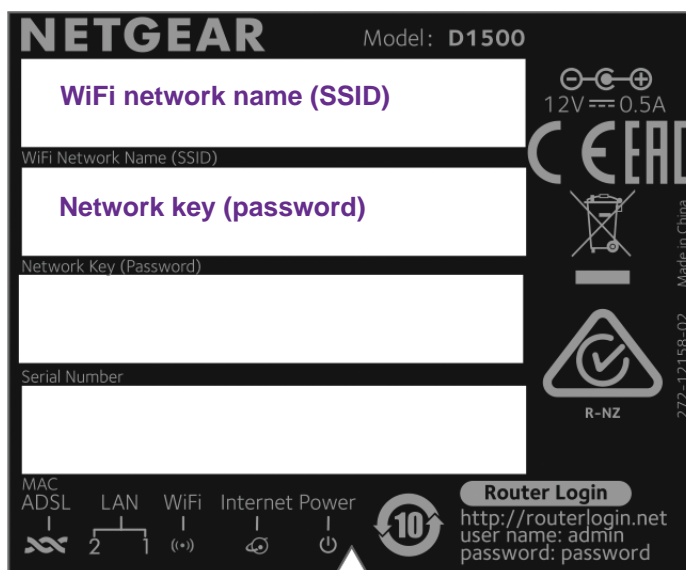 NETGEAR Model: D1500
WiFi network name (SSID)
12V 0.5A
WiFi Network Name (SSID)
CE EAC
Network key (password)
Network Key (Password)
Made in China
Serial Number
R-NZ
272-12158-02
MAC
ADSL LAN WiFi Internet Power
2 1
10
Router Login
http://routerlogin.net
user name: admin
password: password